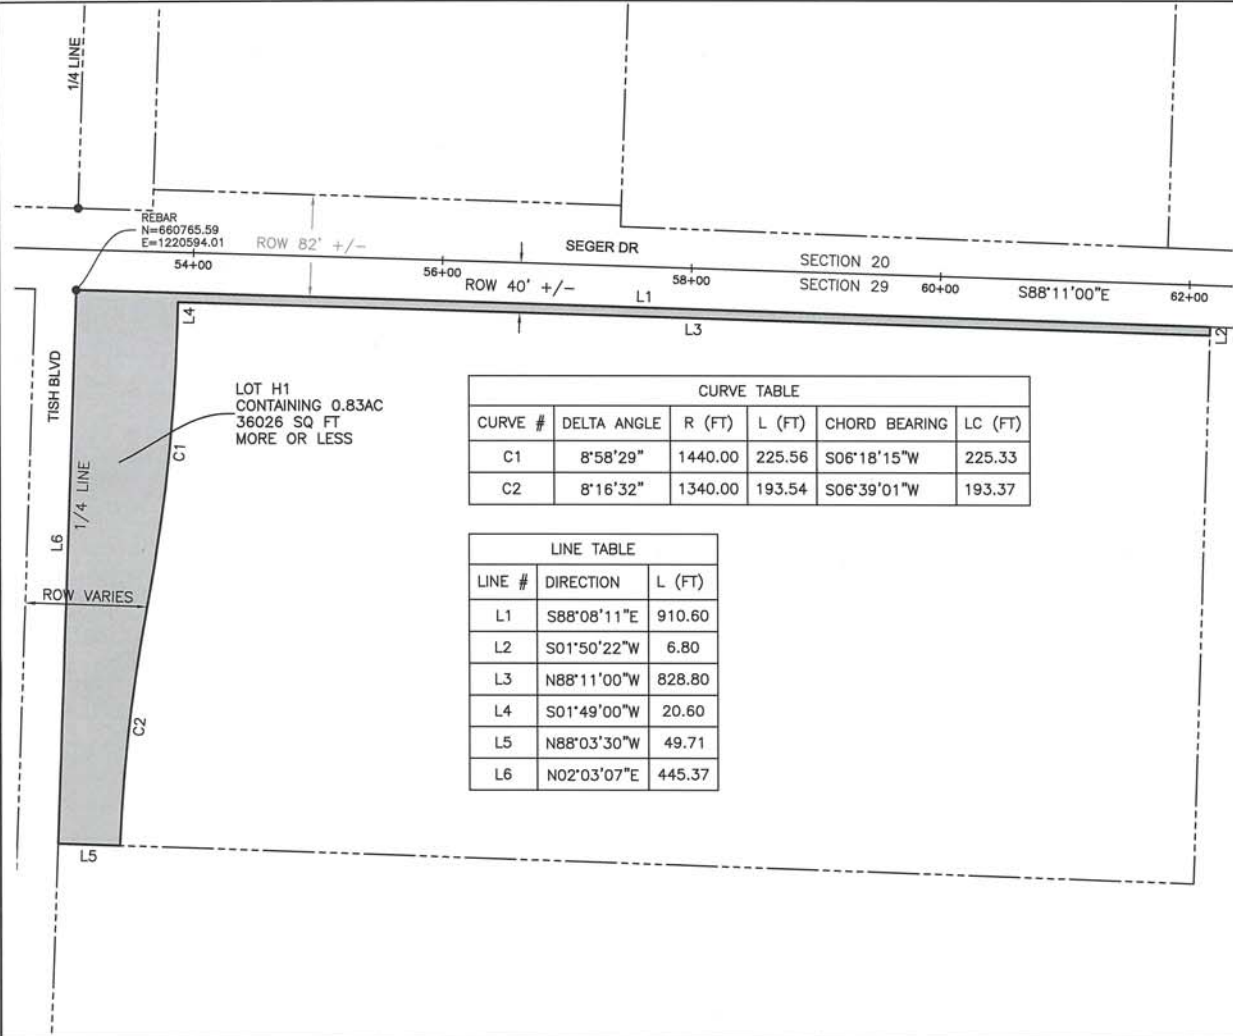 1/4 LINE
REBAR
N=660765.59
E=1220594.01
ROW 82' +/-
SEGER DR
54+00
56+00
58+00
60+00
62+00
SECTION 20
SECTION 29
ROW 40' +/-
L1
S88°11'00"E
L2
L3
L4
TISH BLVD
LOT H1
CONTAINING 0.83AC
36026 SQ FT
MORE OR LESS
C1
1/4 LINE
L6
ROW VARIES
C2
L5
CURVE TABLE
CURVE # DELTA ANGLE R (FT) L (FT) CHORD BEARING LC (FT)
C1 8°58'29" 1440.00 225.56 S06°18'15"W 225.33
C2 8°16'32" 1340.00 193.54 S06°39'01"W 193.37
LINE TABLE
LINE # DIRECTION L (FT)
L1 S88°08'11"E 910.60
L2 S01°50'22"W 6.80
L3 N88°11'00"W 828.80
L4 S01°49'00"W 20.60
L5 N88°03'30"W 49.71
L6 N02°03'07"E 445.37